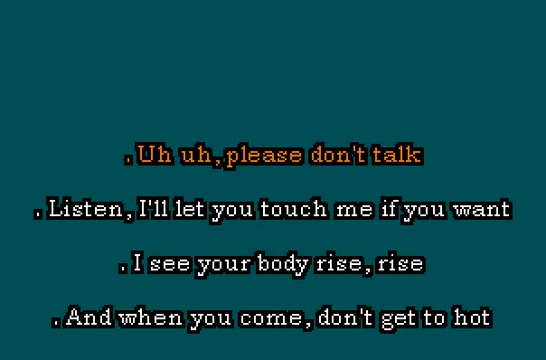 . Uh uh, please don't talk
. Listen, I'll let you touch me if you want
. I see your body rise, rise
. And when you come, don't get to hot